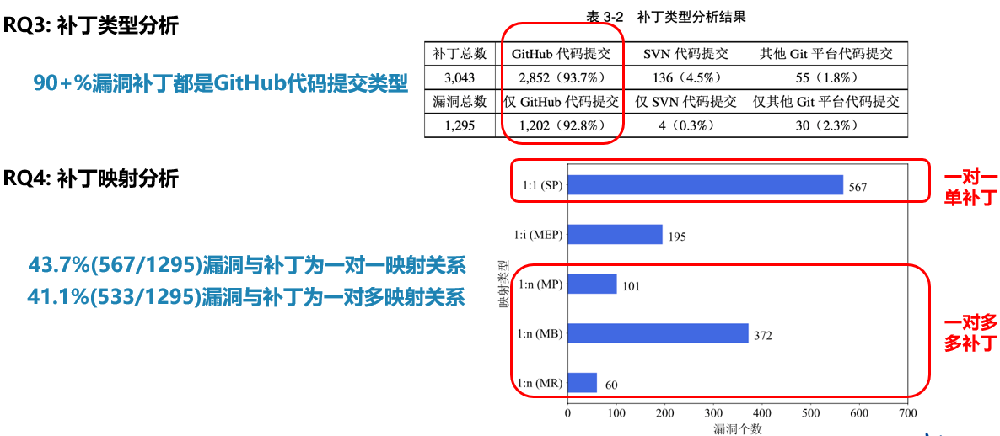 RQ3: 补丁类型分析
90+%漏洞补丁都是GitHub代码提交类型
表 3-2 补丁类型分析结果
补丁总数 GitHub 代码提交 SVN 代码提交 其他 Git 平台代码提交
3,043 2,852（93.7%） 136（4.5%） 55（1.8%）
漏洞总数 仅 GitHub 代码提交 仅 SVN 代码提交 仅其他 Git 平台代码提交
1,295 1,202（92.8%） 4（0.3%） 30（2.3%）
RQ4: 补丁映射分析
43.7%(567/1295)漏洞与补丁为一对一映射关系
41.1%(533/1295)漏洞与补丁为一对多映射关系
映射类型
1:1 (SP) 567
1:i (MEP) 195
1:n (MP) 101
1:n (MB) 372
1:n (MR) 60
0 100 200 300 400 500 600 700
漏洞个数
一对一
单补丁
一对多
多补丁